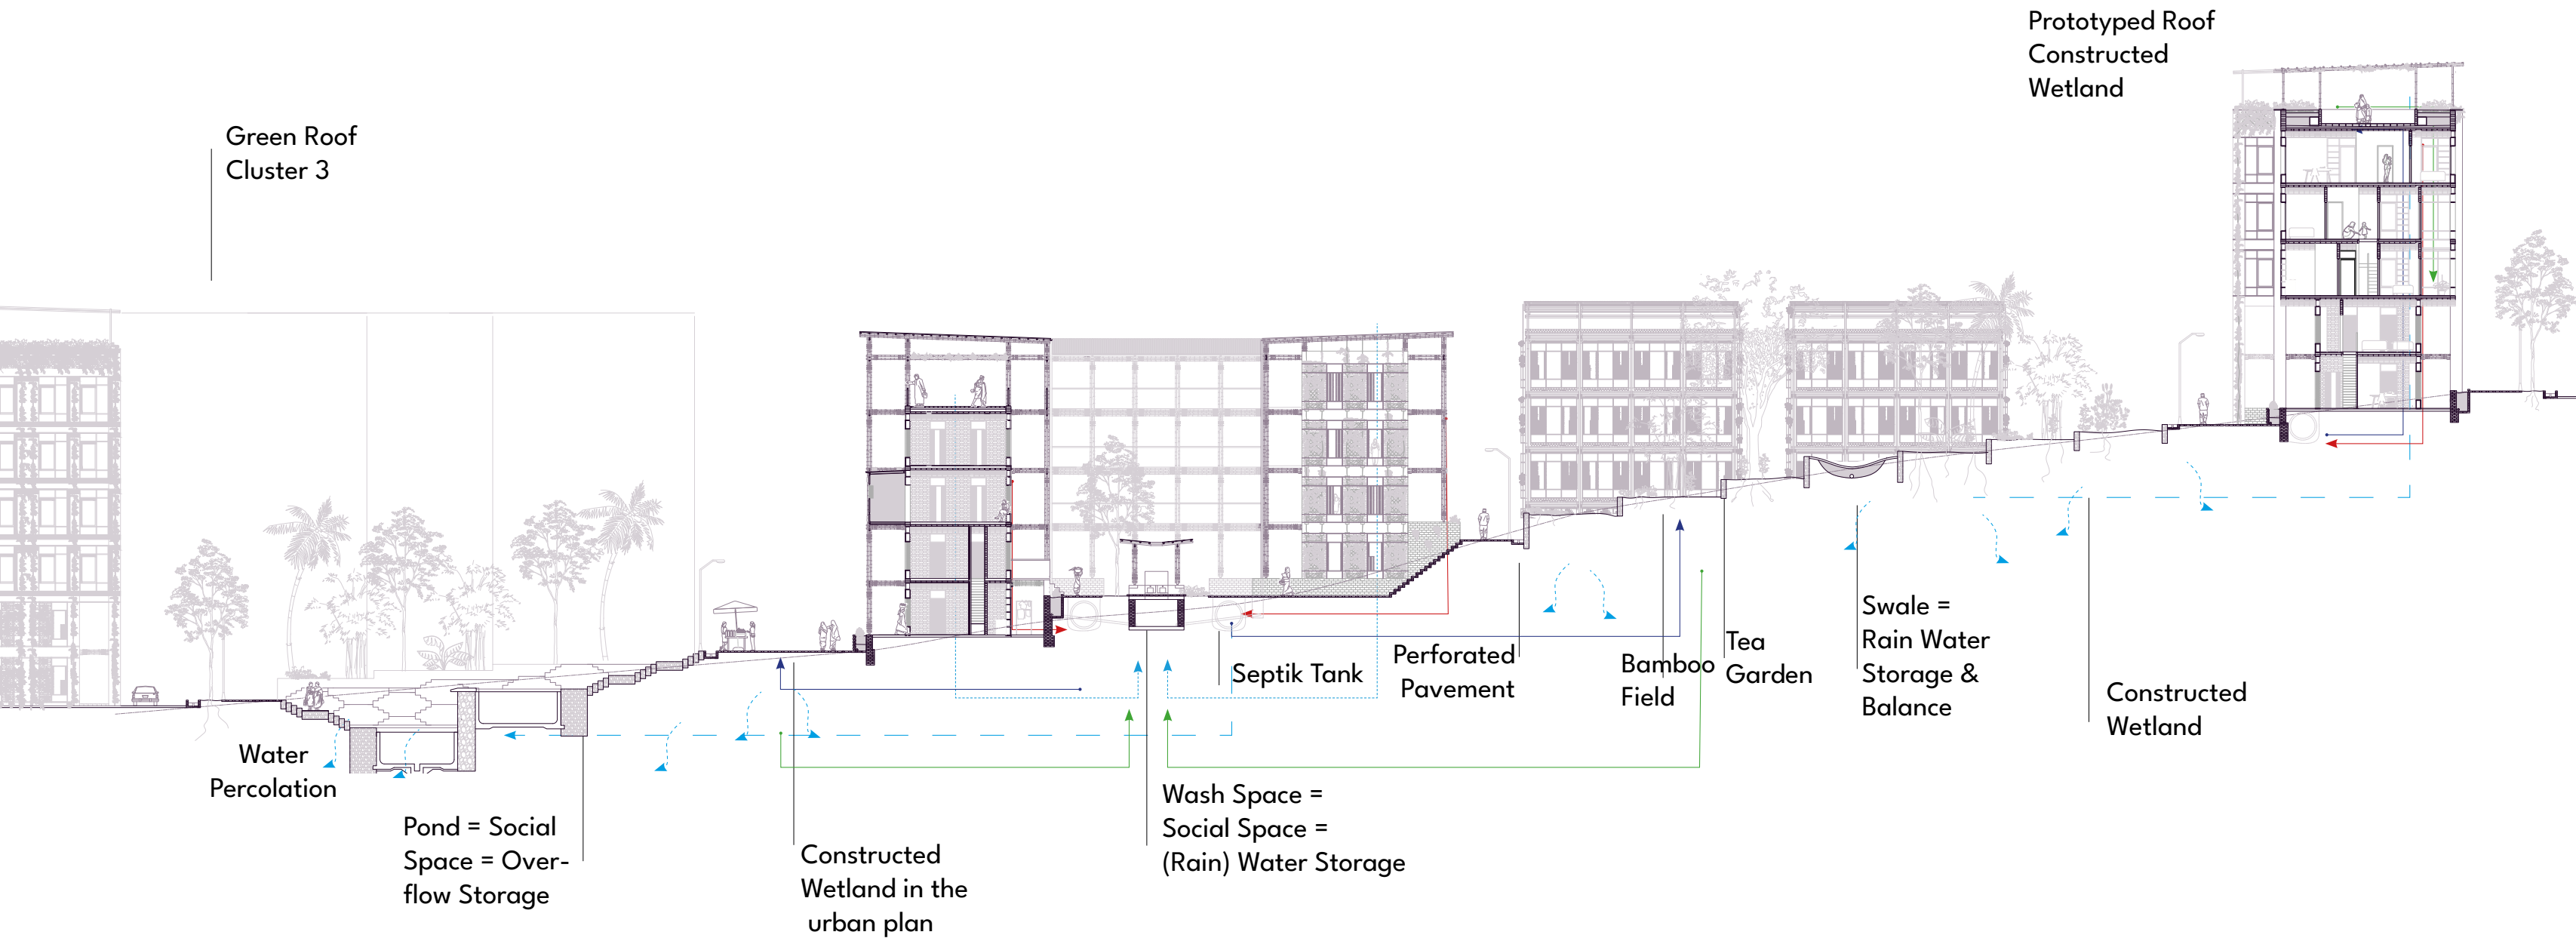 Prototyped Roof
Constructed
Wetland
Green Roof
Cluster 3
Water
Percolation
Pond = Social
Space = Over-
flow Storage
Constructed
Wetland in the
urban plan
Wash Space =
Social Space =
(Rain) Water Storage
Septik Tank
Perforated
Pavement
Bamboo
Field
Tea
Garden
Swale =
Rain Water
Storage &
Balance
Constructed
Wetland